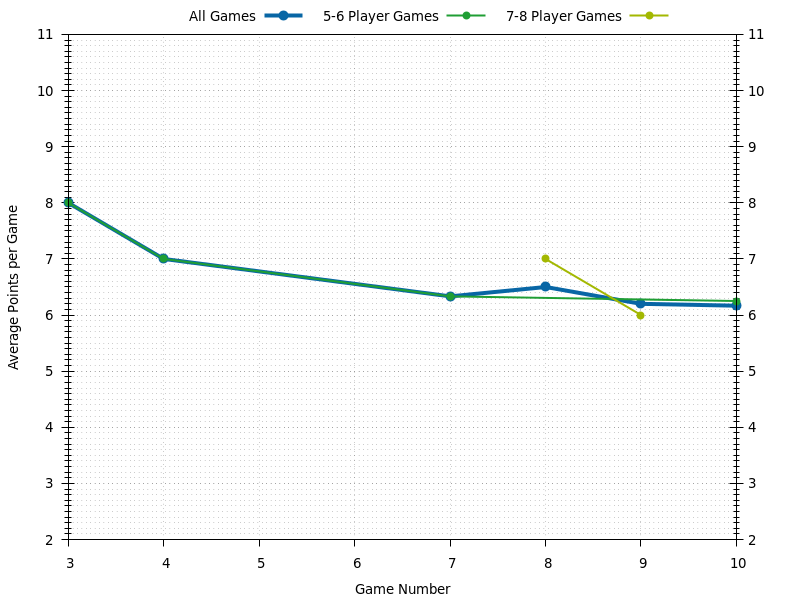 All Games 5-6 Player Games 7-8 Player Games
11 11
10 10
9 9
8 8
7 7
6 6
5 5
4 4
3 3
2 2
3 4 5 6 7 8 9 10
Average Points per Game
Game Number